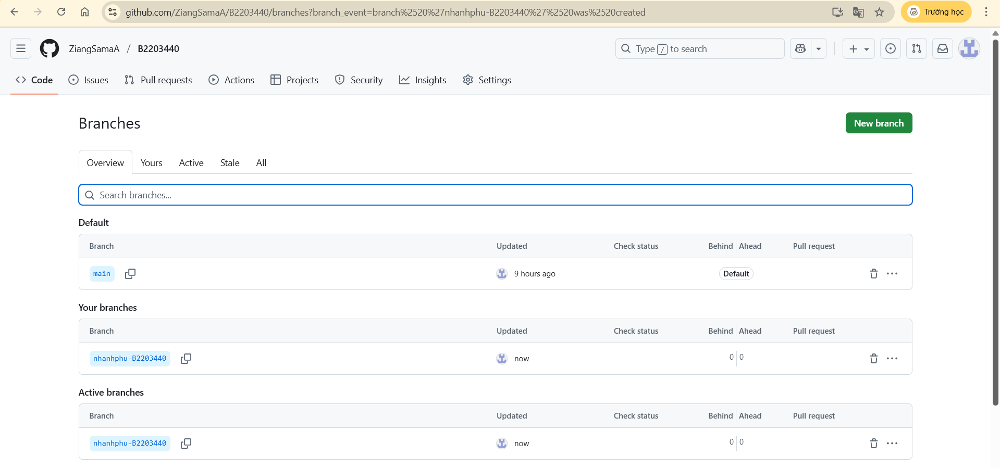 github.com/ZiangSamaA/B2203440/branches?branch_event=branch%2520%27nhanhphu-B2203440%27%2520was%2520created
Trường học
ZiangSamaA / B2203440
Type / to search
Code Issues Pull requests Actions Projects Security Insights Settings
Branches
New branch
Overview Yours Active Stale All
Search branches...
Default
Branch Updated Check status Behind Ahead Pull request
main 9 hours ago Default
Your branches
Branch Updated Check status Behind Ahead Pull request
nhanhphu-B2203440 now 0 0
Active branches
Branch Updated Check status Behind Ahead Pull request
nhanhphu-B2203440 now 0 0